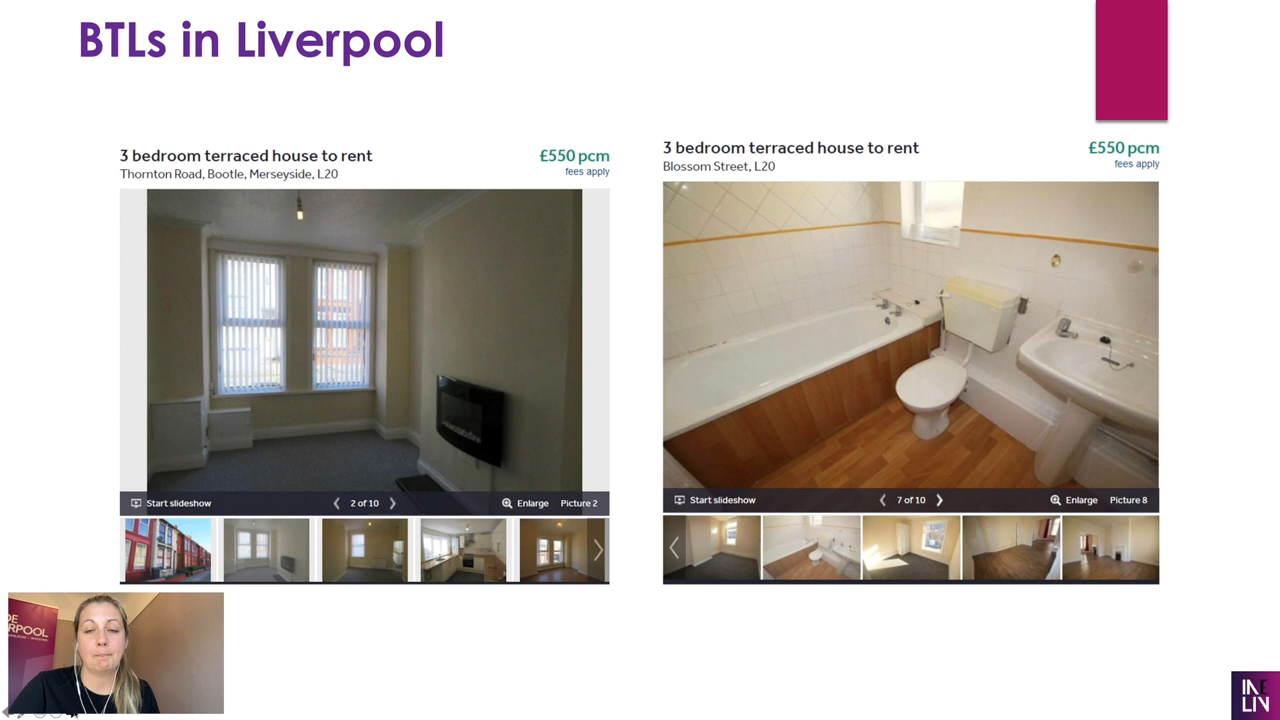 BTLs in Liverpool
3 bedroom terraced house to rent
£550 pcm
Thornton Road, Bootle, Merseyside, L20
fees apply
Start slideshow
2 of 10
Enlarge
Picture 2
3 bedroom terraced house to rent
£550 pcm
Blossom Street, L20
fees apply
Start slideshow
7 of 10
Enlarge
Picture 8
DE
RPOOL